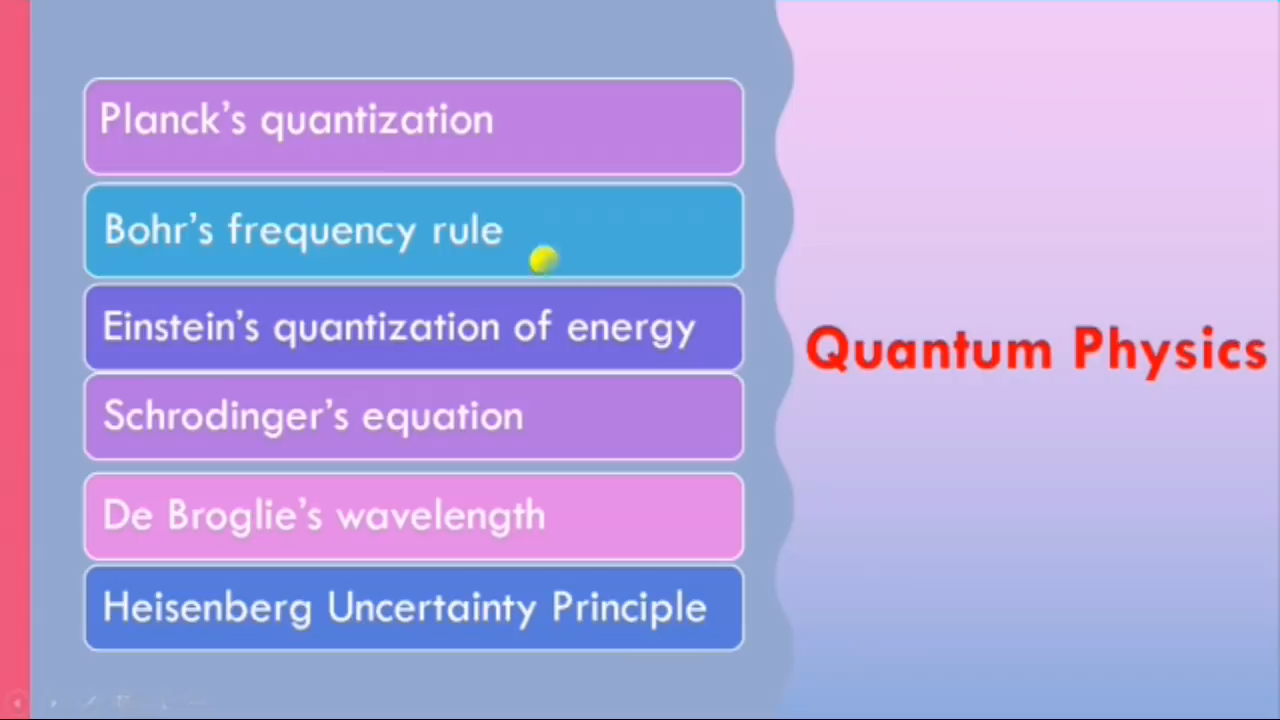 Planck's quantization
Bohr's frequency rule
Einstein's quantization of energy
Schrodinger's equation
De Broglie's wavelength
Heisenberg Uncertainty Principle
Quantum Physics